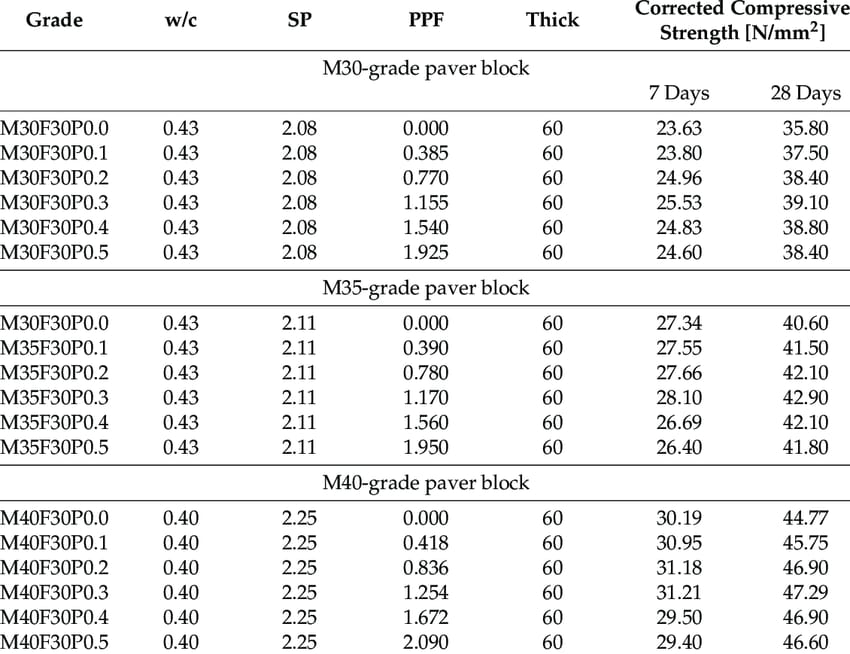 Grade w/c SP PPF Thick Corrected Compressive Strength [N/mm²]
M30-grade paver block
7 Days 28 Days
M30F30P0.0 0.43 2.08 0.000 60 23.63 35.80
M30F30P0.1 0.43 2.08 0.385 60 23.80 37.50
M30F30P0.2 0.43 2.08 0.770 60 24.96 38.40
M30F30P0.3 0.43 2.08 1.155 60 25.53 39.10
M30F30P0.4 0.43 2.08 1.540 60 24.83 38.80
M30F30P0.5 0.43 2.08 1.925 60 24.60 38.40
M35-grade paver block
M30F30P0.0 0.43 2.11 0.000 60 27.34 40.60
M35F30P0.1 0.43 2.11 0.390 60 27.55 41.50
M35F30P0.2 0.43 2.11 0.780 60 27.66 42.10
M35F30P0.3 0.43 2.11 1.170 60 28.10 42.90
M35F30P0.4 0.43 2.11 1.560 60 26.69 42.10
M35F30P0.5 0.43 2.11 1.950 60 26.40 41.80
M40-grade paver block
M40F30P0.0 0.40 2.25 0.000 60 30.19 44.77
M40F30P0.1 0.40 2.25 0.418 60 30.95 45.75
M40F30P0.2 0.40 2.25 0.836 60 31.18 46.90
M40F30P0.3 0.40 2.25 1.254 60 31.21 47.29
M40F30P0.4 0.40 2.25 1.672 60 29.50 46.90
M40F30P0.5 0.40 2.25 2.090 60 29.40 46.60